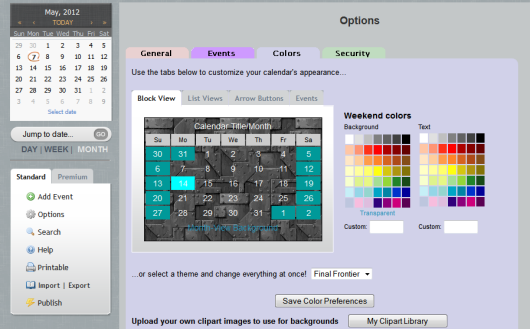 May, 2012
« ‹ TODAY › »
Sun Mon Tue Wed Thu Fri Sat
29 30 1 2 3 4 5
6 7 8 9 10 11 12
13 14 15 16 17 18 19
20 21 22 23 24 25 26
27 28 29 30 31 1 2
3 4 5 6 7 8 9
Select date
Jump to date... GO
DAY | WEEK | MONTH
Standard Premium
Add Event
Options
Search
Help
Printable
Import | Export
Publish
Options
General Events Colors Security
Use the tabs below to customize your calendar's appearance...
Block View List Views Arrow Buttons Events
Calendar Title/Month
Su Mo Tu We Th Fr Sa
30 31 1 2 3 4 5
6 7 8 9 10 11 12
13 14 15 16 17 18 19
20 21 22 23 24 25 26
27 28 29 30 31 1 2
Month-View Background
Weekend colors
Background Text
Transparent
Custom: Custom:
...or select a theme and change everything at once! Final Frontier
Save Color Preferences
Upload your own clipart images to use for backgrounds My Clipart Library